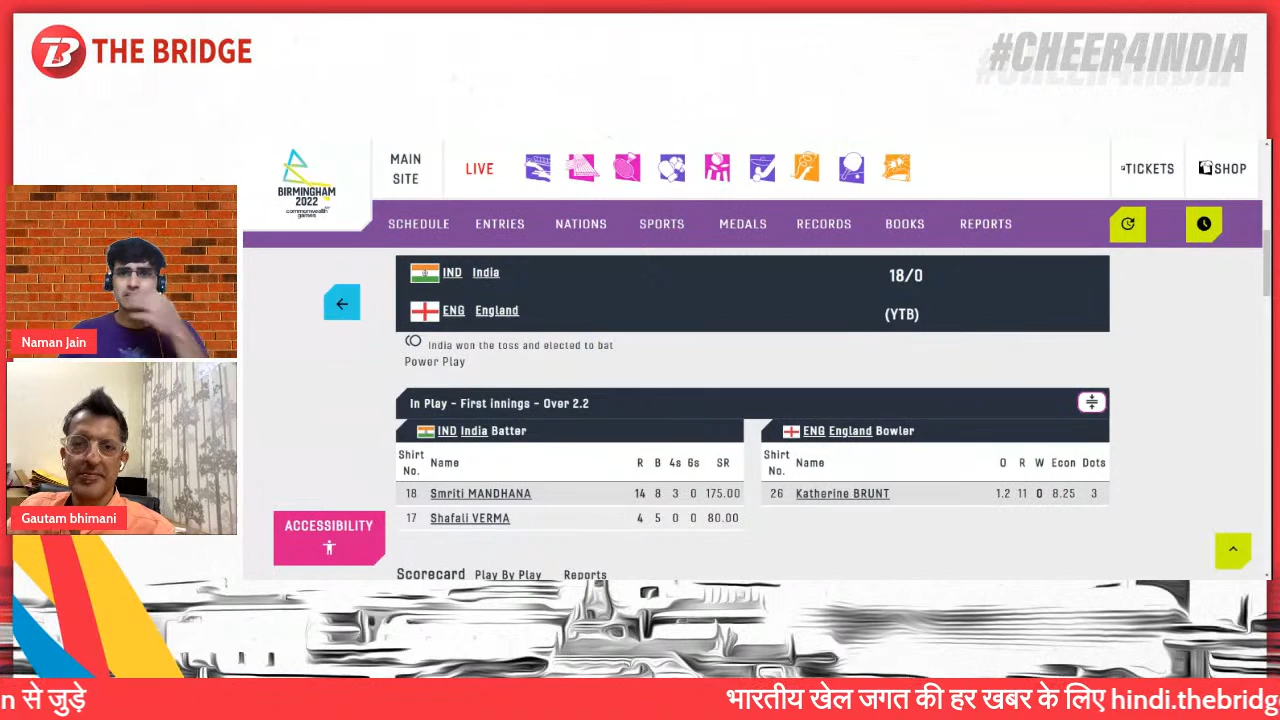 THE BRIDGE
#CHEER4INDIA
BIRMINGHAM
2022
commonwealth
games
MAIN
SITE
LIVE
TICKETS
SHOP
SCHEDULE ENTRIES NATIONS SPORTS MEDALS RECORDS BOOKS REPORTS
IND India 18/0
ENG England (YTB)
India won the toss and elected to bat
Power Play
In Play - First innings - Over 2.2
IND India Batter
Shirt No. Name R B 4s 6s SR
18 Smriti MANDHANA 14 8 3 0 175.00
17 Shafali VERMA 4 5 0 0 80.00
ENG England Bowler
Shirt No. Name O R W Econ Dots
26 Katherine BRUNT 1.2 11 0 8.25 3
Scorecard Play By Play Reports
ACCESSIBILITY
Naman Jain
Gautam bhimani
n से जुड़े भारतीय खेल जगत की हर खबर के लिए hindi.thebridg